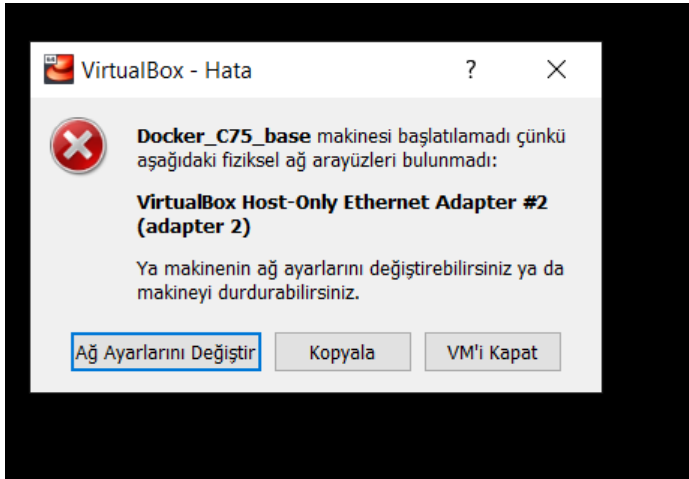 VirtualBox - Hata
Docker_C75_base makinesi başlatılamadı çünkü
aşağıdaki fiziksel ağ arayüzleri bulunmadı:
VirtualBox Host-Only Ethernet Adapter #2
(adapter 2)
Ya makinenin ağ ayarlarını değiştirebilirsiniz ya da
makineyi durdurabilirsiniz.
Ağ Ayarlarını Değiştir Kopyala VM'i Kapat